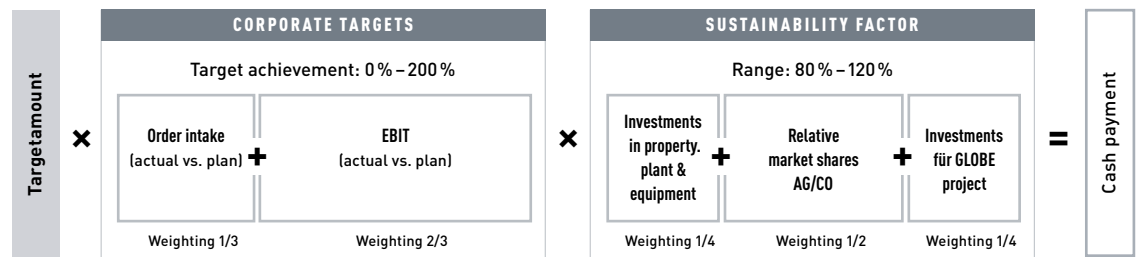 Targetamount
×
CORPORATE TARGETS
Target achievement: 0 % – 200 %
Order intake
(actual vs. plan)
Weighting 1/3
+
EBIT
(actual vs. plan)
Weighting 2/3
×
SUSTAINABILITY FACTOR
Range: 80 % – 120 %
Investments
in property.
plant &
equipment
Weighting 1/4
+
Relative
market shares
AG/CO
Weighting 1/2
+
Investments
für GLOBE
project
Weighting 1/4
=
Cash payment